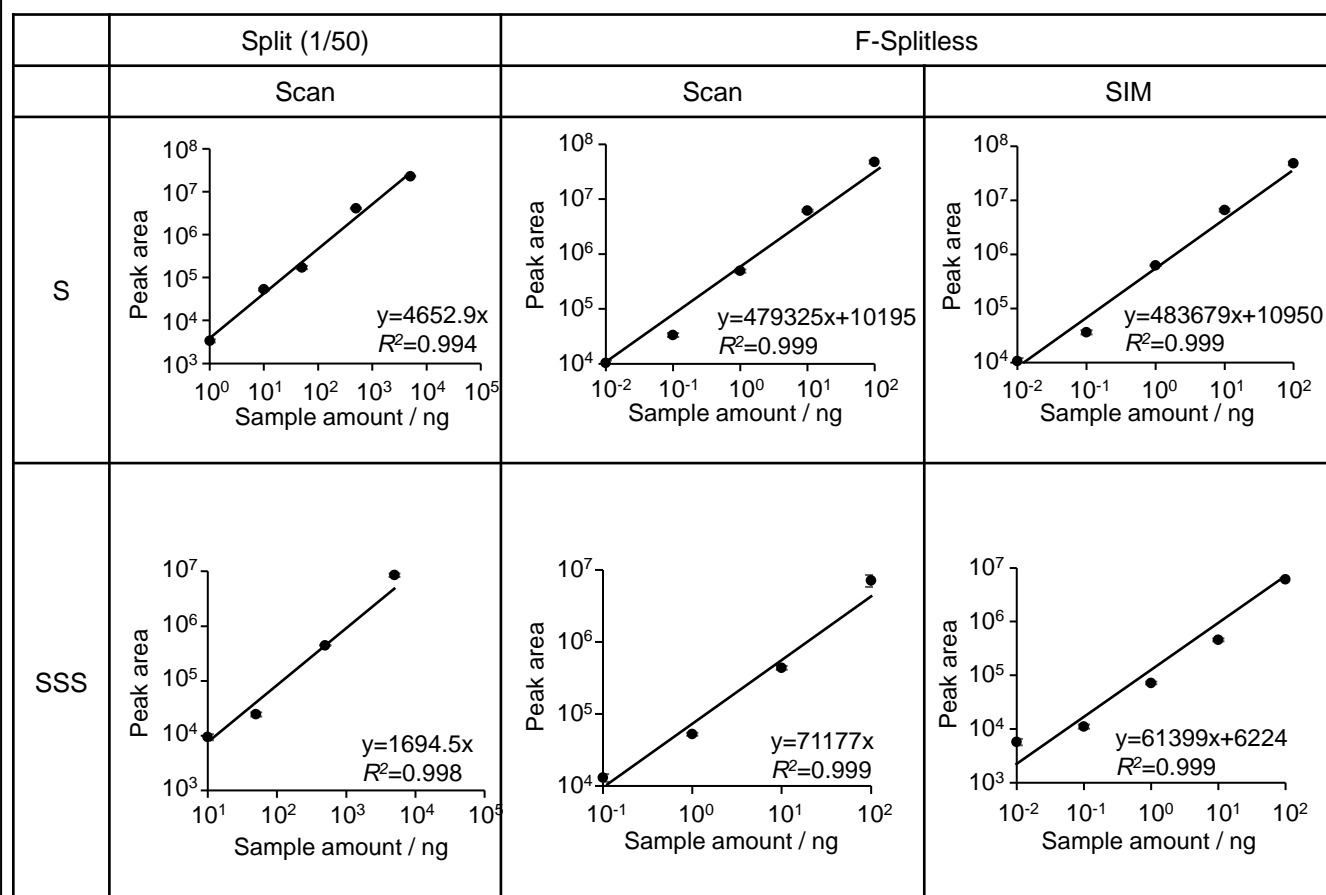 Split (1/50) F-Splitless
Scan Scan SIM
S
Peak area
10⁸
10⁷
10⁶
10⁵
10⁴
10³
10⁰ 10¹ 10² 10³ 10⁴ 10⁵
Sample amount / ng
y=4652.9x
R²=0.994
Peak area
10⁸
10⁷
10⁶
10⁵
10⁴
10⁻² 10⁻¹ 10⁰ 10¹ 10²
Sample amount / ng
y=479325x+10195
R²=0.999
Peak area
10⁸
10⁷
10⁶
10⁵
10⁴
10⁻² 10⁻¹ 10⁰ 10¹ 10²
Sample amount / ng
y=483679x+10950
R²=0.999
SSS
Peak area
10⁷
10⁶
10⁵
10⁴
10³
10¹ 10² 10³ 10⁴ 10⁵
Sample amount / ng
y=1694.5x
R²=0.998
Peak area
10⁷
10⁶
10⁵
10⁴
10⁻¹ 10⁰ 10¹ 10²
Sample amount / ng
y=71177x
R²=0.999
Peak area
10⁷
10⁶
10⁵
10⁴
10³
10⁻² 10⁻¹ 10⁰ 10¹ 10²
Sample amount / ng
y=61399x+6224
R²=0.999